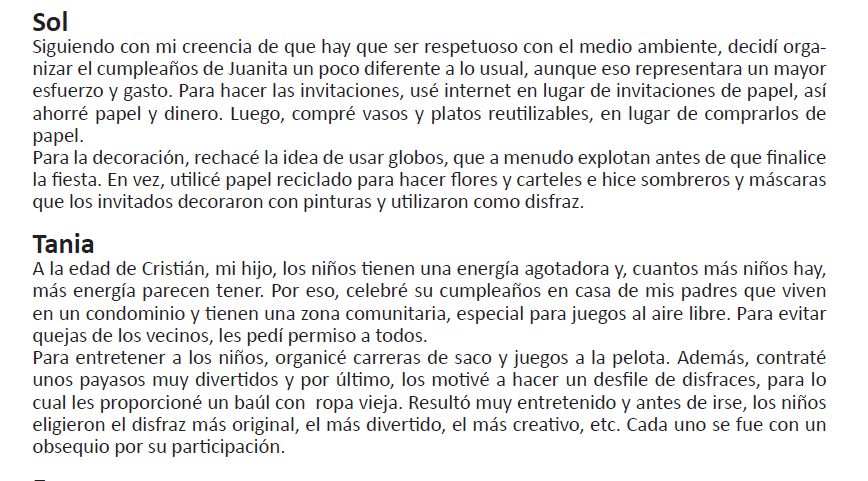 Sol
Siguiendo con mi creencia de que hay que ser respetuoso con el medio ambiente, decidí orga-
nizar el cumpleaños de Juanita un poco diferente a lo usual, aunque eso representara un mayor
esfuerzo y gasto. Para hacer las invitaciones, usé internet en lugar de invitaciones de papel, así
ahorré papel y dinero. Luego, compré vasos y platos reutilizables, en lugar de comprarlos de
papel.
Para la decoración, rechacé la idea de usar globos, que a menudo explotan antes de que finalice
la fiesta. En vez, utilicé papel reciclado para hacer flores y carteles e hice sombreros y máscaras
que los invitados decoraron con pinturas y utilizaron como disfraz.
Tania
A la edad de Cristián, mi hijo, los niños tienen una energía agotadora y, cuantos más niños hay,
más energía parecen tener. Por eso, celebré su cumpleaños en casa de mis padres que viven
en un condominio y tienen una zona comunitaria, especial para juegos al aire libre. Para evitar
quejas de los vecinos, les pedí permiso a todos.
Para entretener a los niños, organicé carreras de saco y juegos a la pelota. Además, contraté
unos payasos muy divertidos y por último, los motivé a hacer un desfile de disfraces, para lo
cual les proporcioné un baúl con ropa vieja. Resultó muy entretenido y antes de irse, los niños
eligieron el disfraz más original, el más divertido, el más creativo, etc. Cada uno se fue con un
obsequio por su participación.